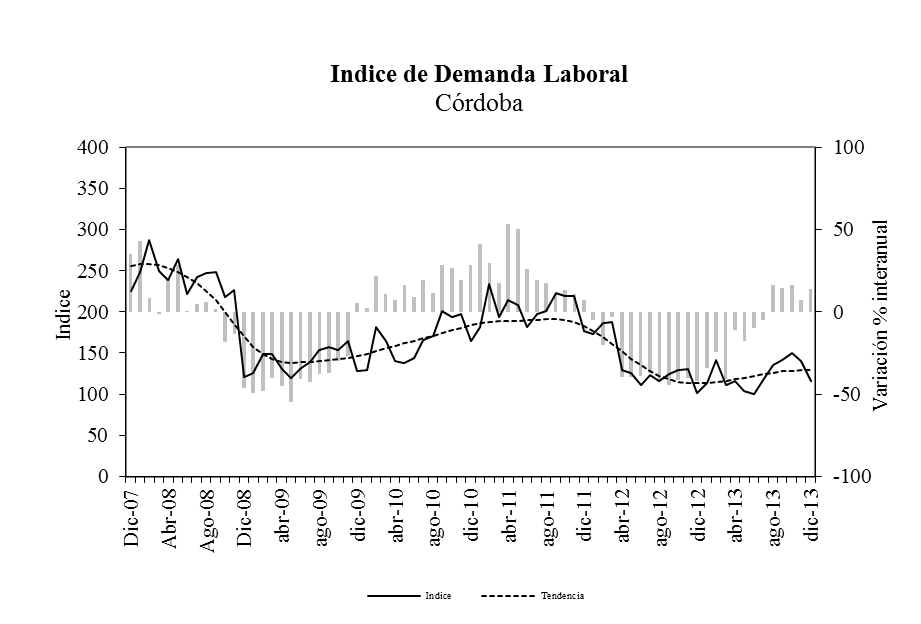 Indice de Demanda Laboral
Córdoba
400
350
300
250
200
150
100
50
0
Indice
100
50
0
-50
-100
Variación % interanual
Dic-07
Abr-08
Ago-08
Dic-08
abr-09
ago-09
dic-09
abr-10
ago-10
dic-10
abr-11
ago-11
dic-11
abr-12
ago-12
dic-12
abr-13
ago-13
dic-13
Indice
Tendencia